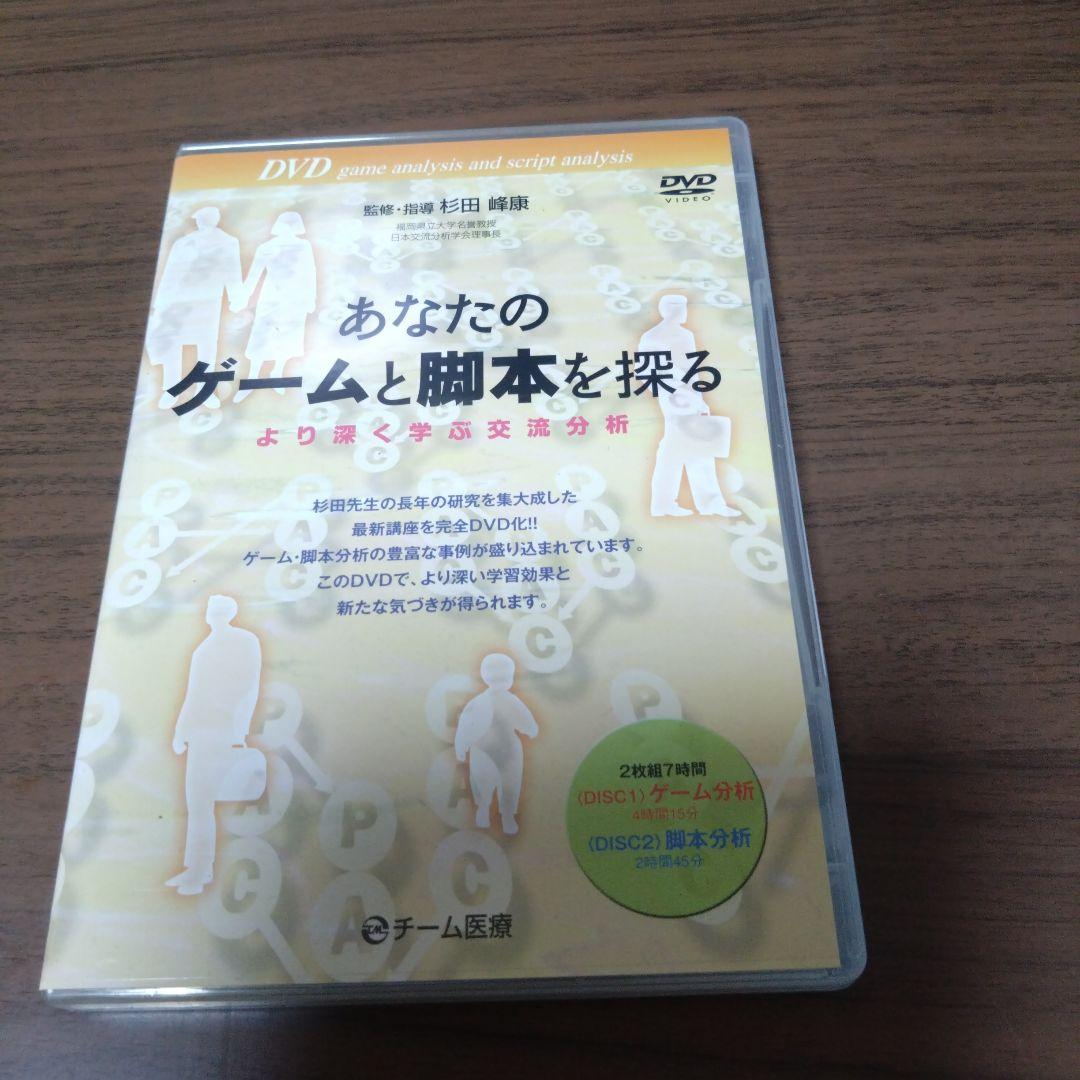 DVD game analysis and script analysis
DVD
VIDEO
監修・指導 杉田 峰康
福岡県立大学名誉教授
日本交流分析学会理事長
あなたの
ゲームと脚本を探る
より深く学ぶ交流分析
杉田先生の長年の研究を集大成した
最新講座を完全DVD化!!
ゲーム・脚本分析の豊富な事例が盛り込まれています。
このDVDで、より深い学習効果と
新たな気づきが得られます。
2枚組7時間
〈DISC1〉ゲーム分析
4時間15分
〈DISC2〉脚本分析
2時間45分
チーム医療